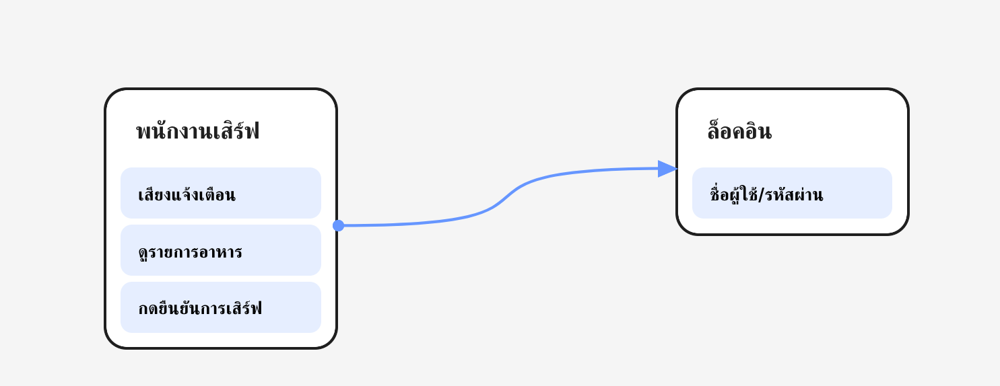 พนักงานเสิร์ฟ
เสียงแจ้งเตือน
ดูรายการอาหาร
กดยืนยันการเสิร์ฟ
ล็อคอิน
ชื่อผู้ใช้/รหัสผ่าน